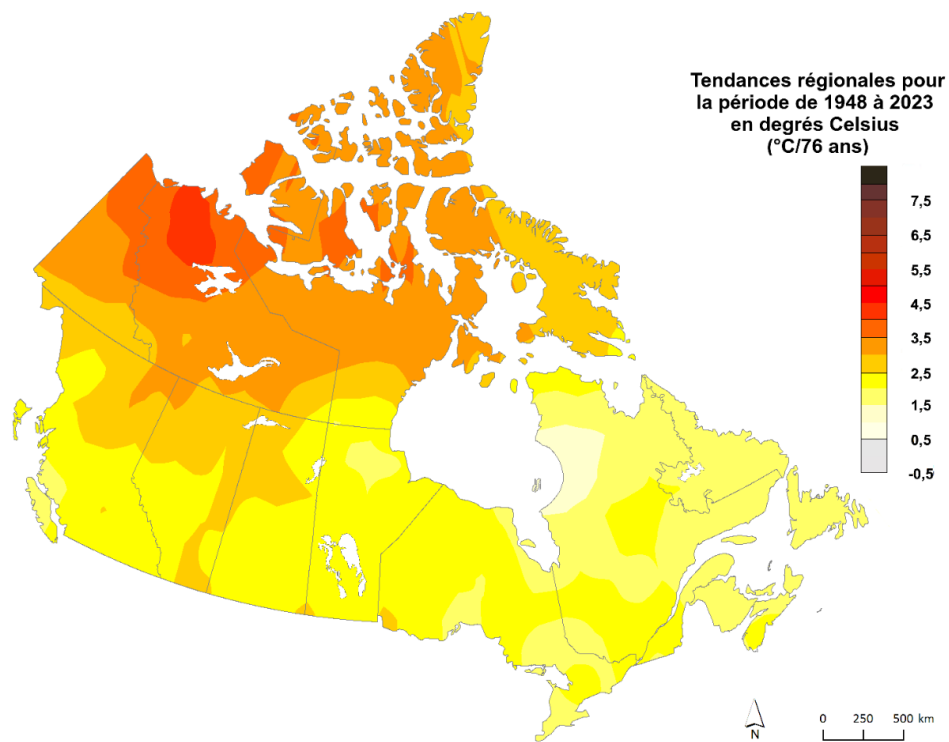 Tendances régionales pour
la période de 1948 à 2023
en degrés Celsius
(°C/76 ans)
7,5
6,5
5,5
4,5
3,5
2,5
1,5
0,5
-0,5
N
0 250 500 km